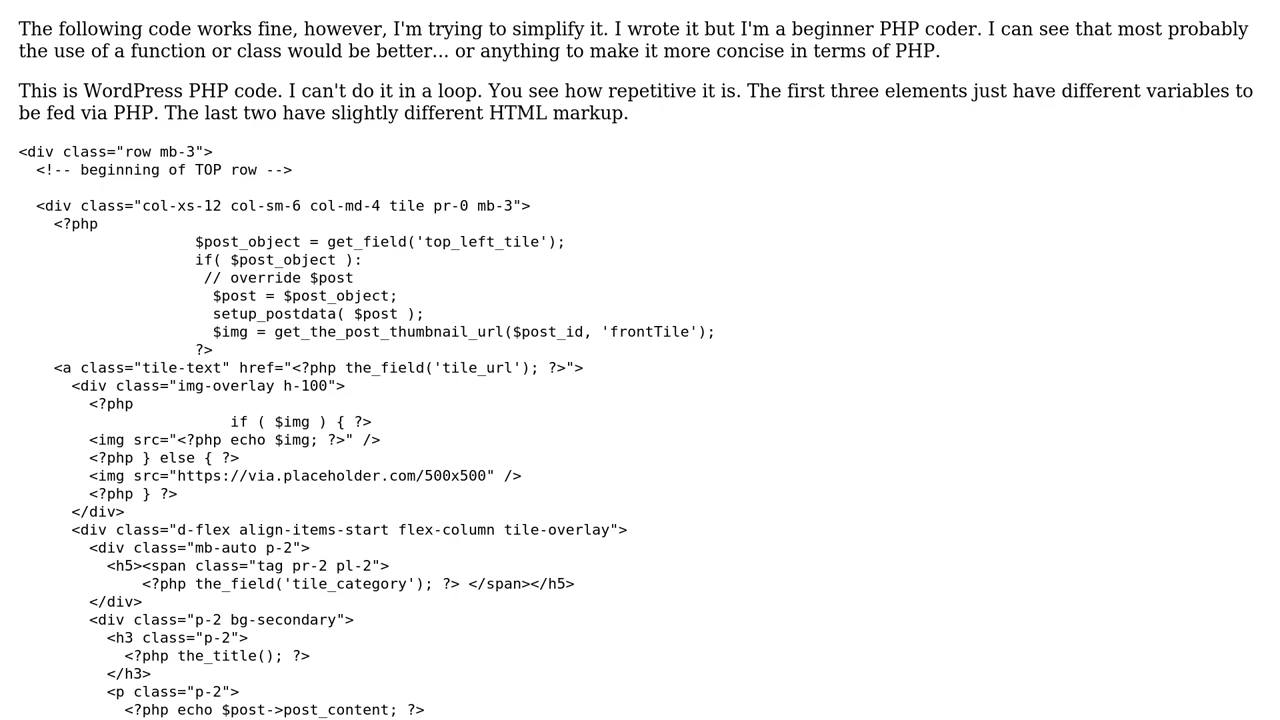 The following code works fine, however, I'm trying to simplify it. I wrote it but I'm a beginner PHP coder. I can see that most probably
the use of a function or class would be better... or anything to make it more concise in terms of PHP.
This is WordPress PHP code. I can't do it in a loop. You see how repetitive it is. The first three elements just have different variables to
be fed via PHP. The last two have slightly different HTML markup.
<div class="row mb-3">
  <!-- beginning of TOP row -->

  <div class="col-xs-12 col-sm-6 col-md-4 tile pr-0 mb-3">
    <?php
                    $post_object = get_field('top_left_tile');
                    if( $post_object ):
                     // override $post
                      $post = $post_object;
                      setup_postdata( $post );
                      $img = get_the_post_thumbnail_url($post_id, 'frontTile');
                    ?>
    <a class="tile-text" href="<?php the_field('tile_url'); ?>">
      <div class="img-overlay h-100">
        <?php
                        if ( $img ) { ?>
        <img src="<?php echo $img; ?>" />
        <?php } else { ?>
        <img src="https://via.placeholder.com/500x500" />
        <?php } ?>
      </div>
      <div class="d-flex align-items-start flex-column tile-overlay">
        <div class="mb-auto p-2">
          <h5><span class="tag pr-2 pl-2">
              <?php the_field('tile_category'); ?> </span></h5>
        </div>
        <div class="p-2 bg-secondary">
          <h3 class="p-2">
            <?php the_title(); ?>
          </h3>
          <p class="p-2">
            <?php echo $post->post_content; ?>